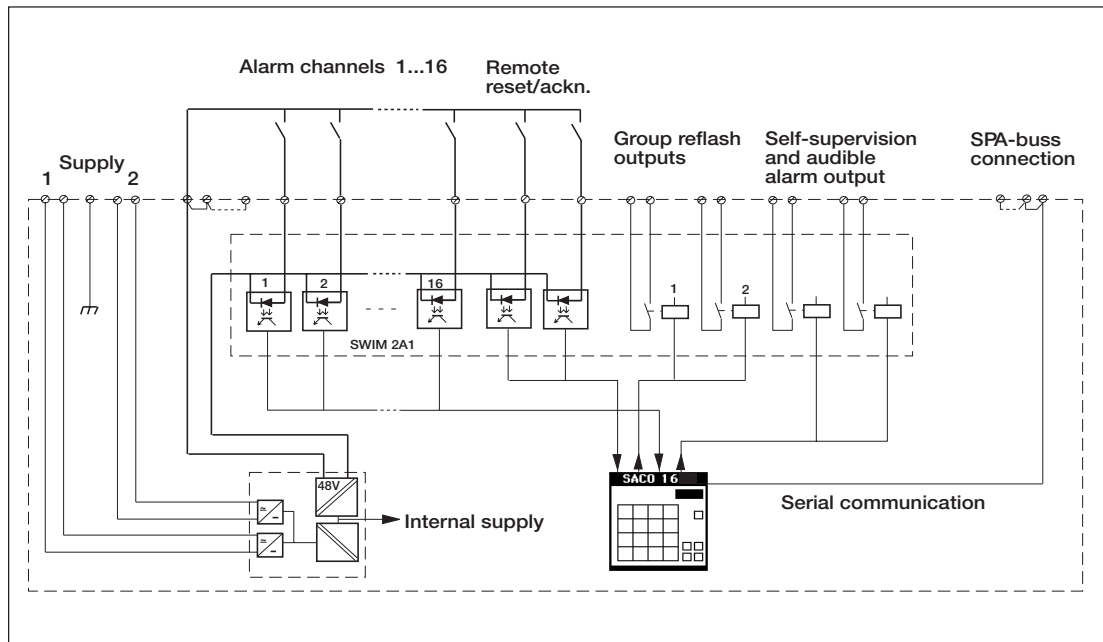 Alarm channels 1...16
Remote
reset/ackn.
Group reflash
outputs
Self-supervision
and audible
alarm output
SPA-buss
connection
Supply
1
2
1
2
16
1
2
SWIM 2A1
48V
SACO 16
Internal supply
Serial communication